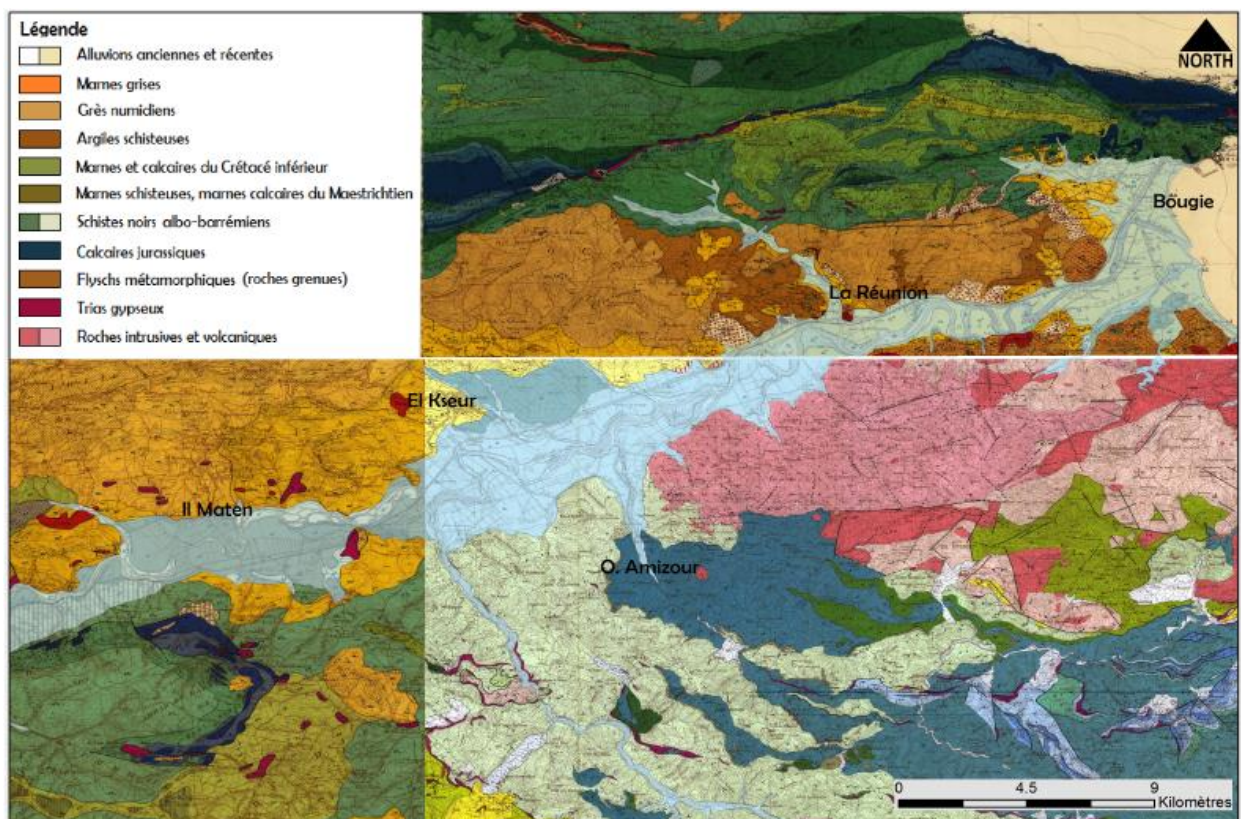 Légende
Alluvions anciennes et récentes
Marnes grises
Grès numidiens
Argiles schisteuses
Marnes et calcaires du Crétacé inférieur
Marnes schisteuses, marnes calcaires du Maestrichtien
Schistes noirs albo-barrémiens
Calcaires jurassiques
Flyschs métamorphiques (roches grenues)
Trias gypseux
Roches intrusives et volcaniques
NORTH
Bougie
La Réunion
El Kseur
Il Matèn
O. Amizour
0 4.5 9
Kilomètres